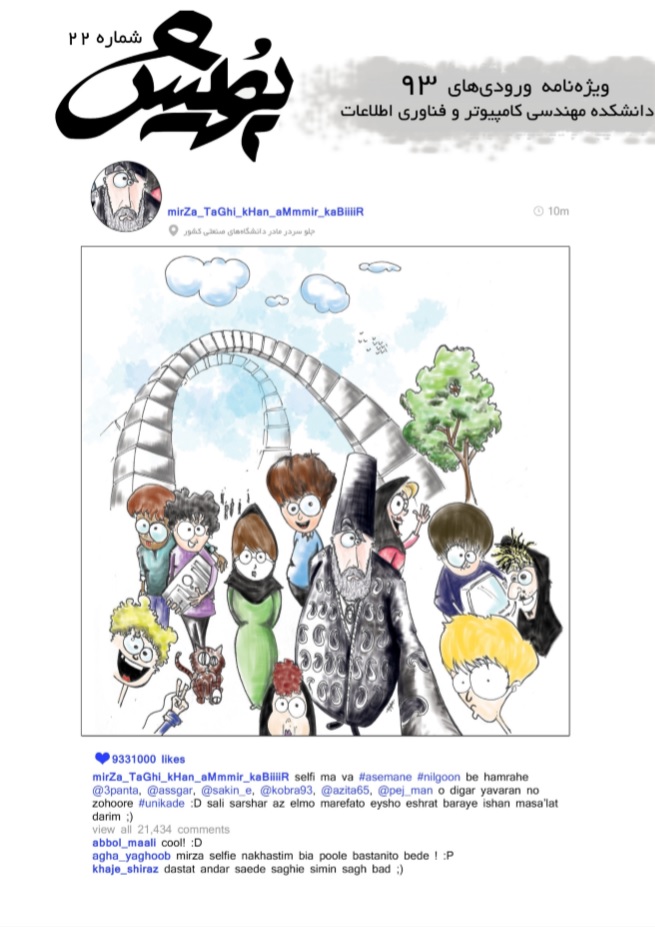 شماره ۲۲
پویش
ویژه‌نامه ورودی‌های ۹۳
دانشکده مهندسی کامپیوتر و فناوری اطلاعات
mirZa_TaGhi_kHan_aMmmir_kaBiiiiR
10m
جلو سردر مادر دانشگاه‌های صنعتی کشور
9331000 likes
mirZa_TaGhi_kHan_aMmmir_kaBiiiiR selfi ma va #asemane #nilgoon be hamrahe
@3panta, @assgar, @sakin_e, @kobra93, @azita65, @pej_man o digar yavaran no
zohoore #unikade :D sali sarshar az elmo marefato eysho eshrat baraye ishan masa'lat
darim ;)
view all 21,434 comments
abbol_maali cool! :D
agha_yaghoob mirza selfie nakhastim bia poole bastanito bede ! :P
khaje_shiraz dastat andar saede saghie simin sagh bad ;)